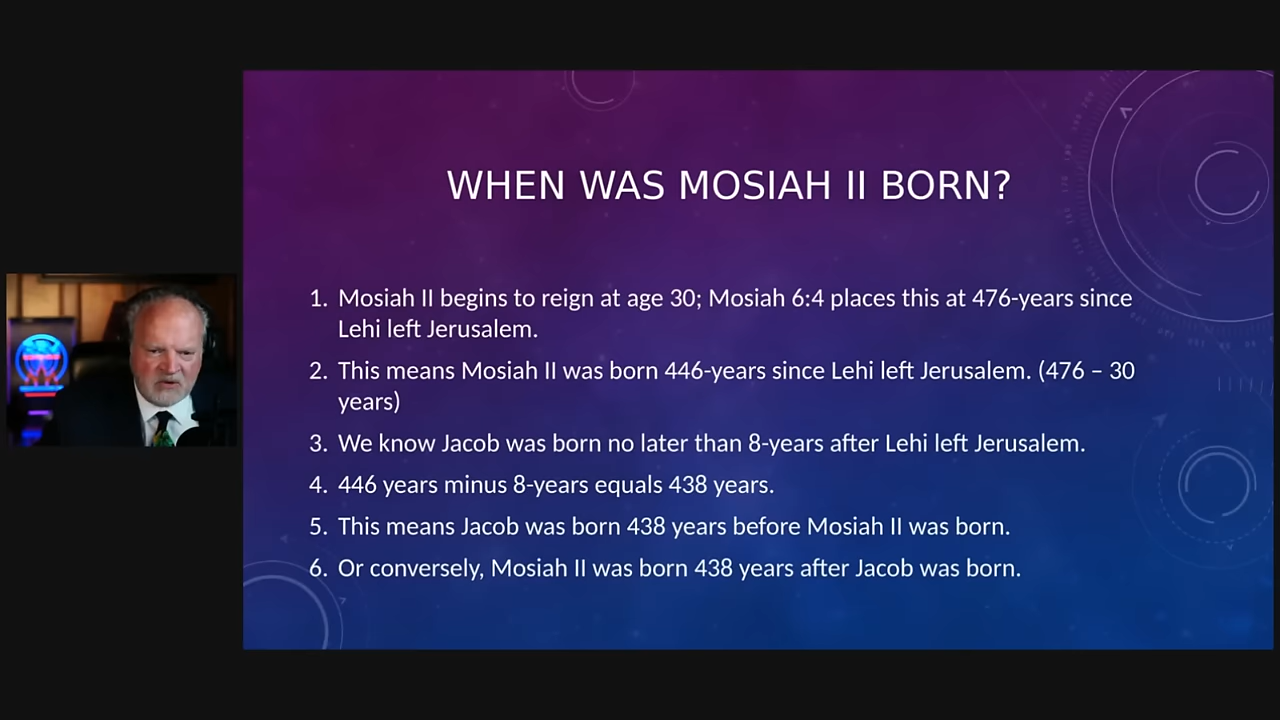 WHEN WAS MOSIAH II BORN?
1. Mosiah II begins to reign at age 30; Mosiah 6:4 places this at 476-years since
Lehi left Jerusalem.
2. This means Mosiah II was born 446-years since Lehi left Jerusalem. (476 – 30
years)
3. We know Jacob was born no later than 8-years after Lehi left Jerusalem.
4. 446 years minus 8-years equals 438 years.
5. This means Jacob was born 438 years before Mosiah II was born.
6. Or conversely, Mosiah II was born 438 years after Jacob was born.